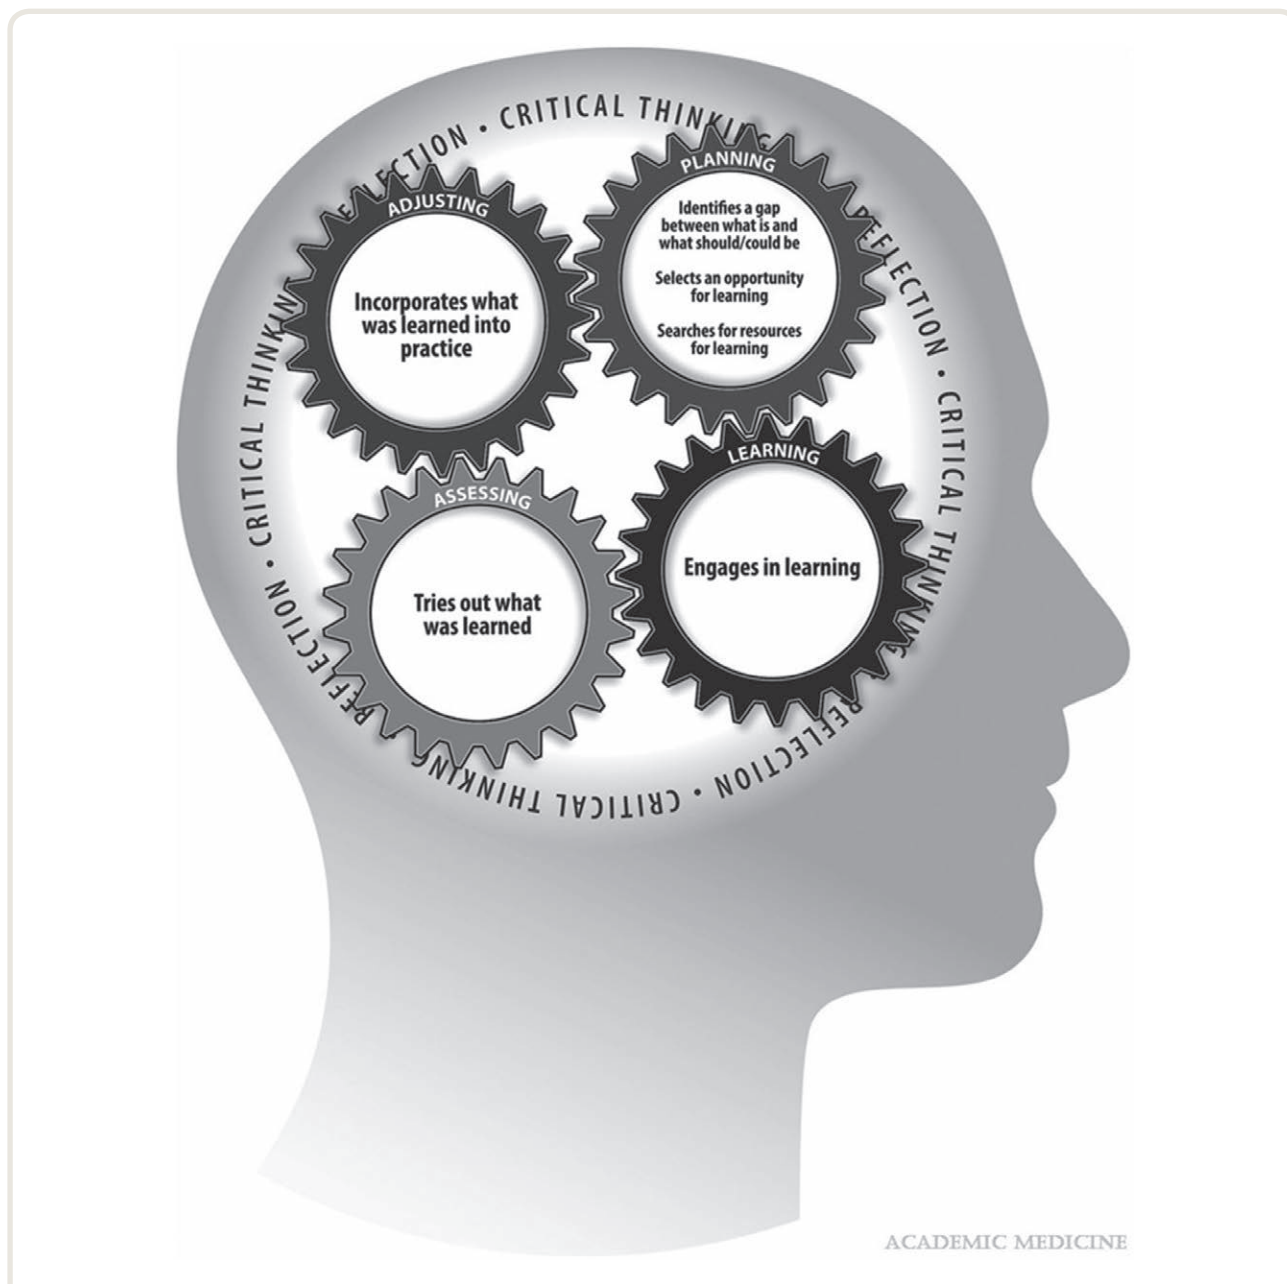 CRITICAL THINKING
REFLECTION • CRITICAL THINKING
REFLECTION • CRITICAL THINKING
REFLECTION • CRITICAL THINKING
REFLECTION
PLANNING
Identifies a gap
between what is and
what should/could be
Selects an opportunity
for learning
Searches for resources
for learning
LEARNING
Engages in learning
ASSESSING
Tries out what
was learned
ADJUSTING
Incorporates what
was learned into
practice
ACADEMIC MEDICINE